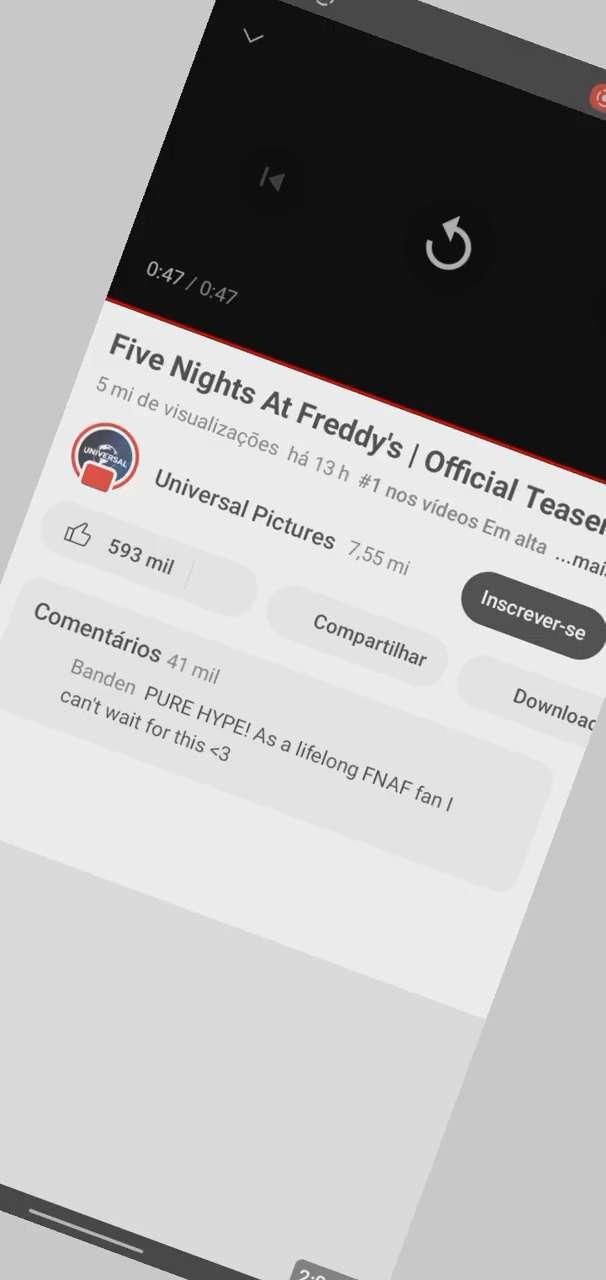 0:47 / 0:47
Five Nights At Freddy's | Official Teaser
5 mi de visualizações há 13 h #1 nos vídeos Em alta ...mais
UNIVERSAL
Universal Pictures 7,55 mi
Inscrever-se
593 mil
Compartilhar
Download
Comentários 41 mil
Banden PURE HYPE! As a lifelong FNAF fan I
can't wait for this <3